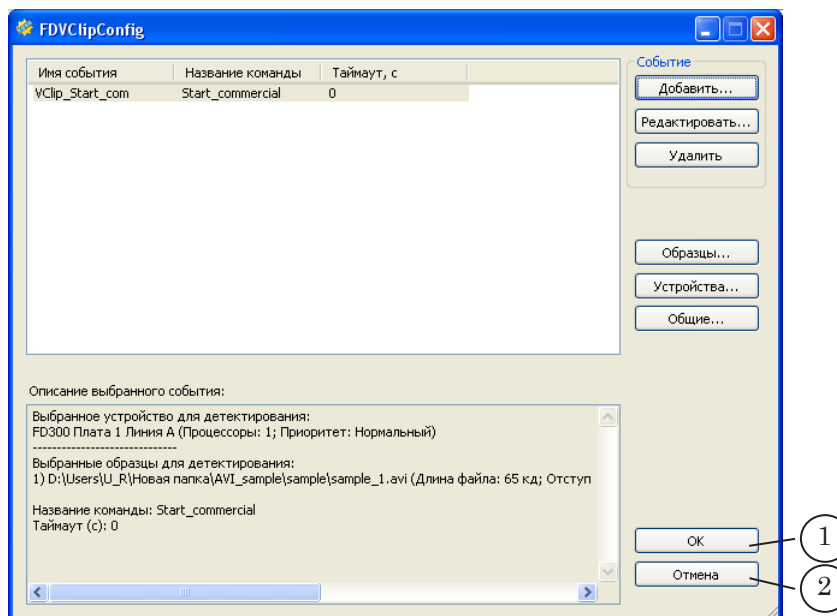 FDVClipConfig
Имя события Название команды Таймаут, с
VClip_Start_com Start_commercial 0
Событие
Добавить...
Редактировать...
Удалить
Образцы...
Устройства...
Общие...
Описание выбранного события:
Выбранное устройство для детектирования:
FD300 Плата 1 Линия A (Процессоры: 1; Приоритет: Нормальный)
------------------------------
Выбранные образцы для детектирования:
1) D:\Users\U_R\Новая папка\AVI_sample\sample\sample_1.avi (Длина файла: 65 кд; Отступ
Название команды: Start_commercial
Таймаут (с): 0
ОК 1
Отмена 2